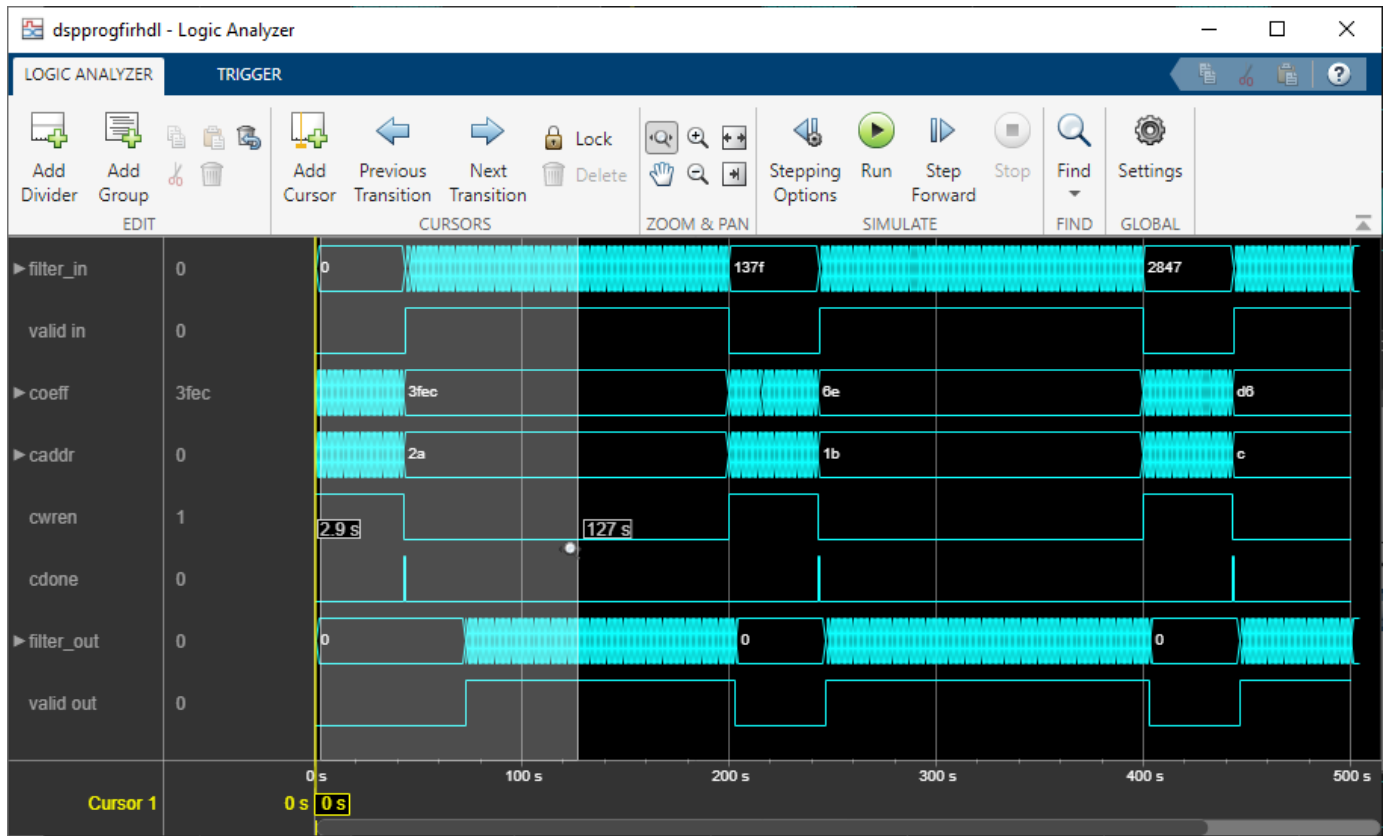 dspprogfirhdl - Logic Analyzer
LOGIC ANALYZER TRIGGER
Add Divider
Add Group
Add Cursor
Previous Transition
Next Transition
Lock
Delete
Stepping Options
Run
Step Forward
Stop
Find
Settings
EDIT CURSORS ZOOM & PAN SIMULATE FIND GLOBAL
filter_in 0 0 137f 2847
valid in 0
coeff 3fec 3fec 6e d6
caddr 0 2a 1b c
cwren 1 2.9 s 127 s
cdone 0
filter_out 0 0 0 0
valid out 0
0 s 100 s 200 s 300 s 400 s 500 s
Cursor 1 0 s 0 s